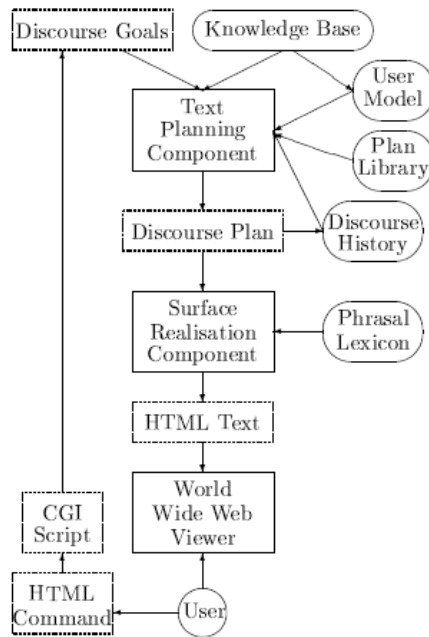 Discourse Goals
Knowledge Base
User
Model
Text
Planning
Component
Plan
Library
Discourse Plan
Discourse
History
Surface
Realisation
Component
Phrasal
Lexicon
HTML Text
World
Wide Web
Viewer
CGI
Script
HTML
Command
User